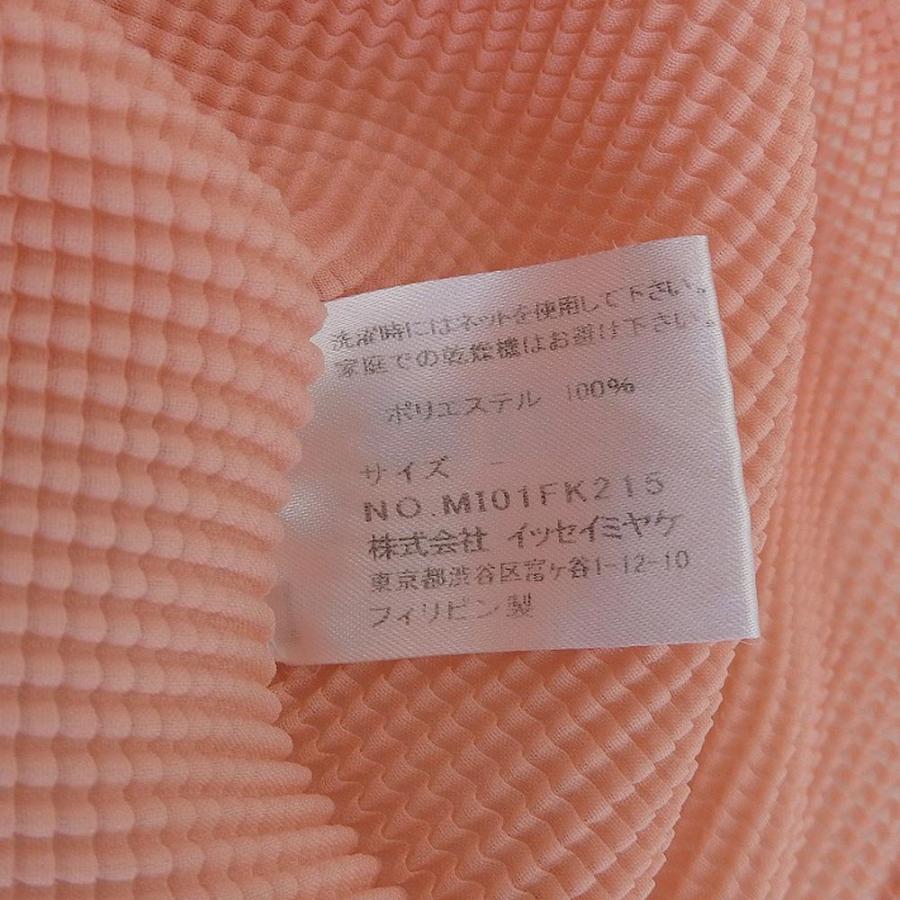 洗濯時にはネットを使用して下さい。
家庭での乾燥機はお避け下さい。
ポリエステル 100%
サイズ -
NO.MI01FK215
株式会社 イッセイミヤケ
東京都渋谷区富ヶ谷1-12-10
フィリピン製